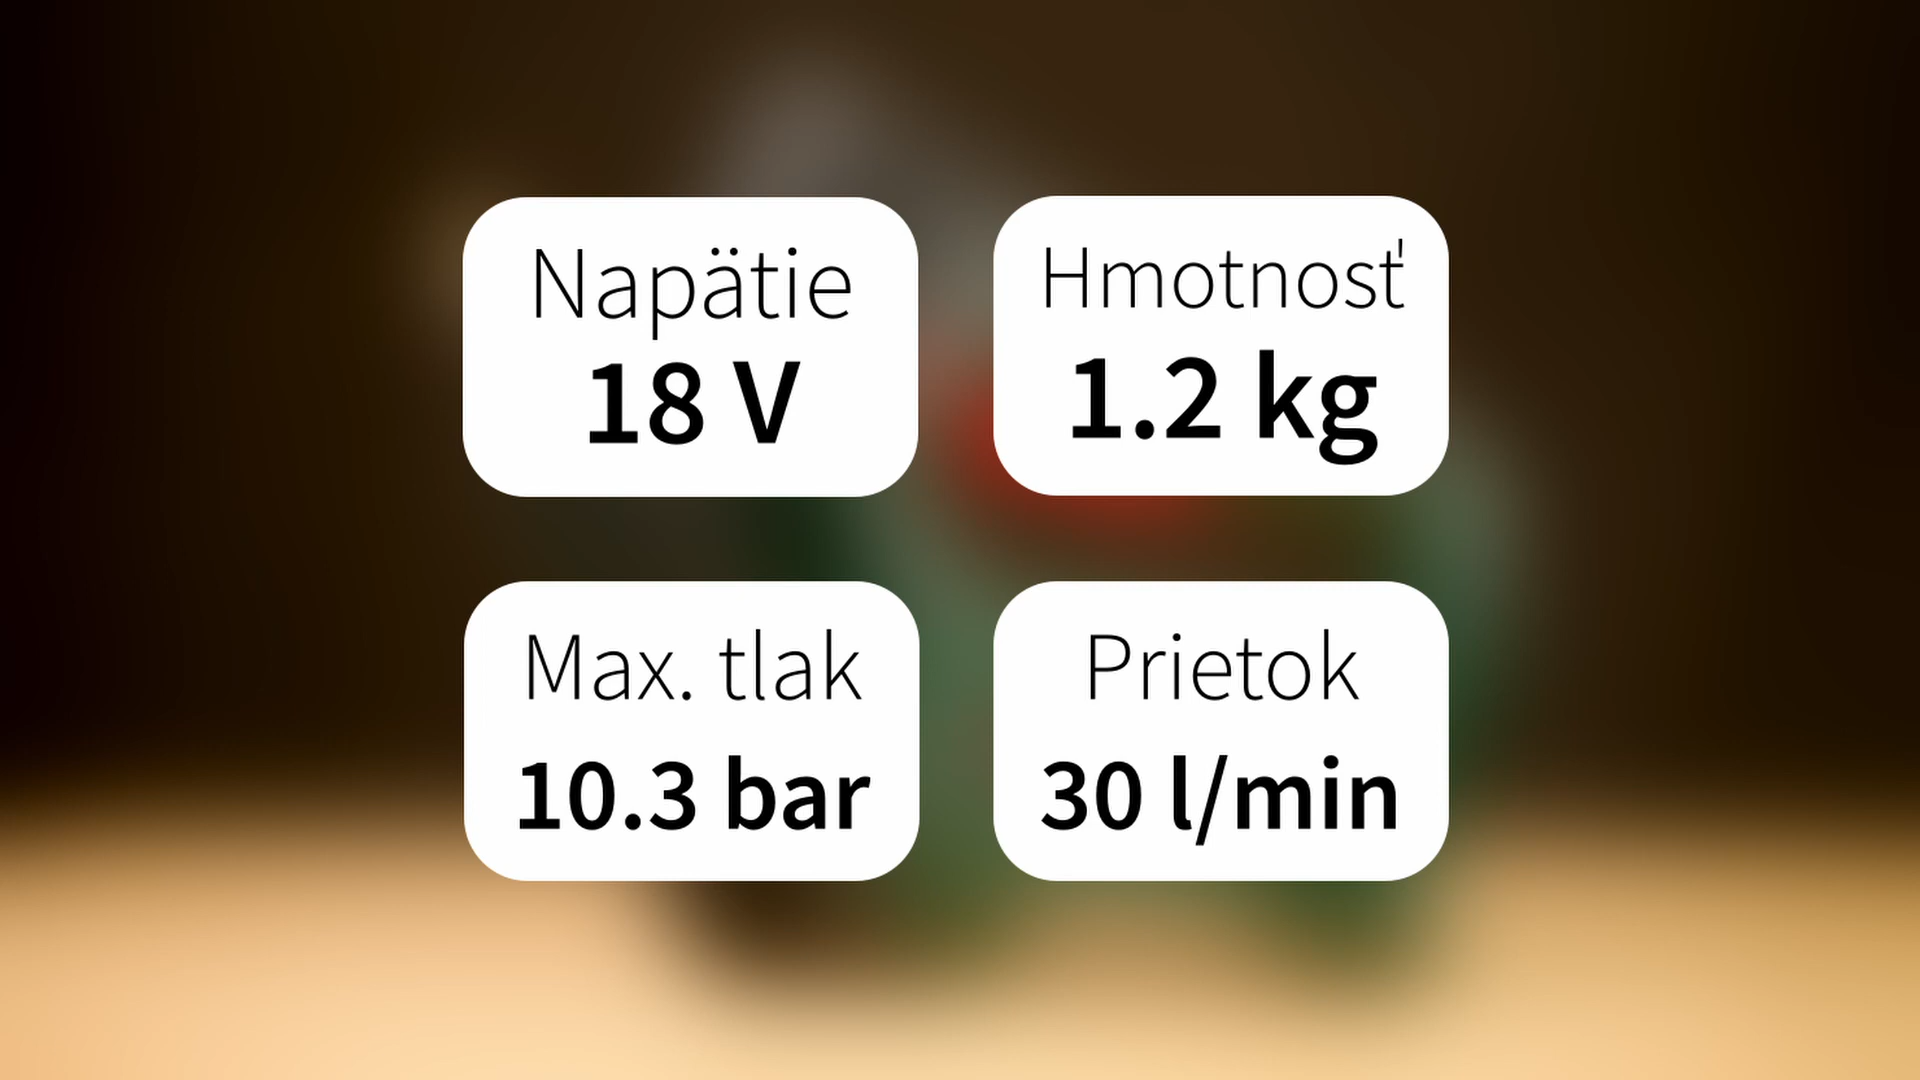 Napätie
18 V
Hmotnosť
1.2 kg
Max. tlak
10.3 bar
Prietok
30 l/min